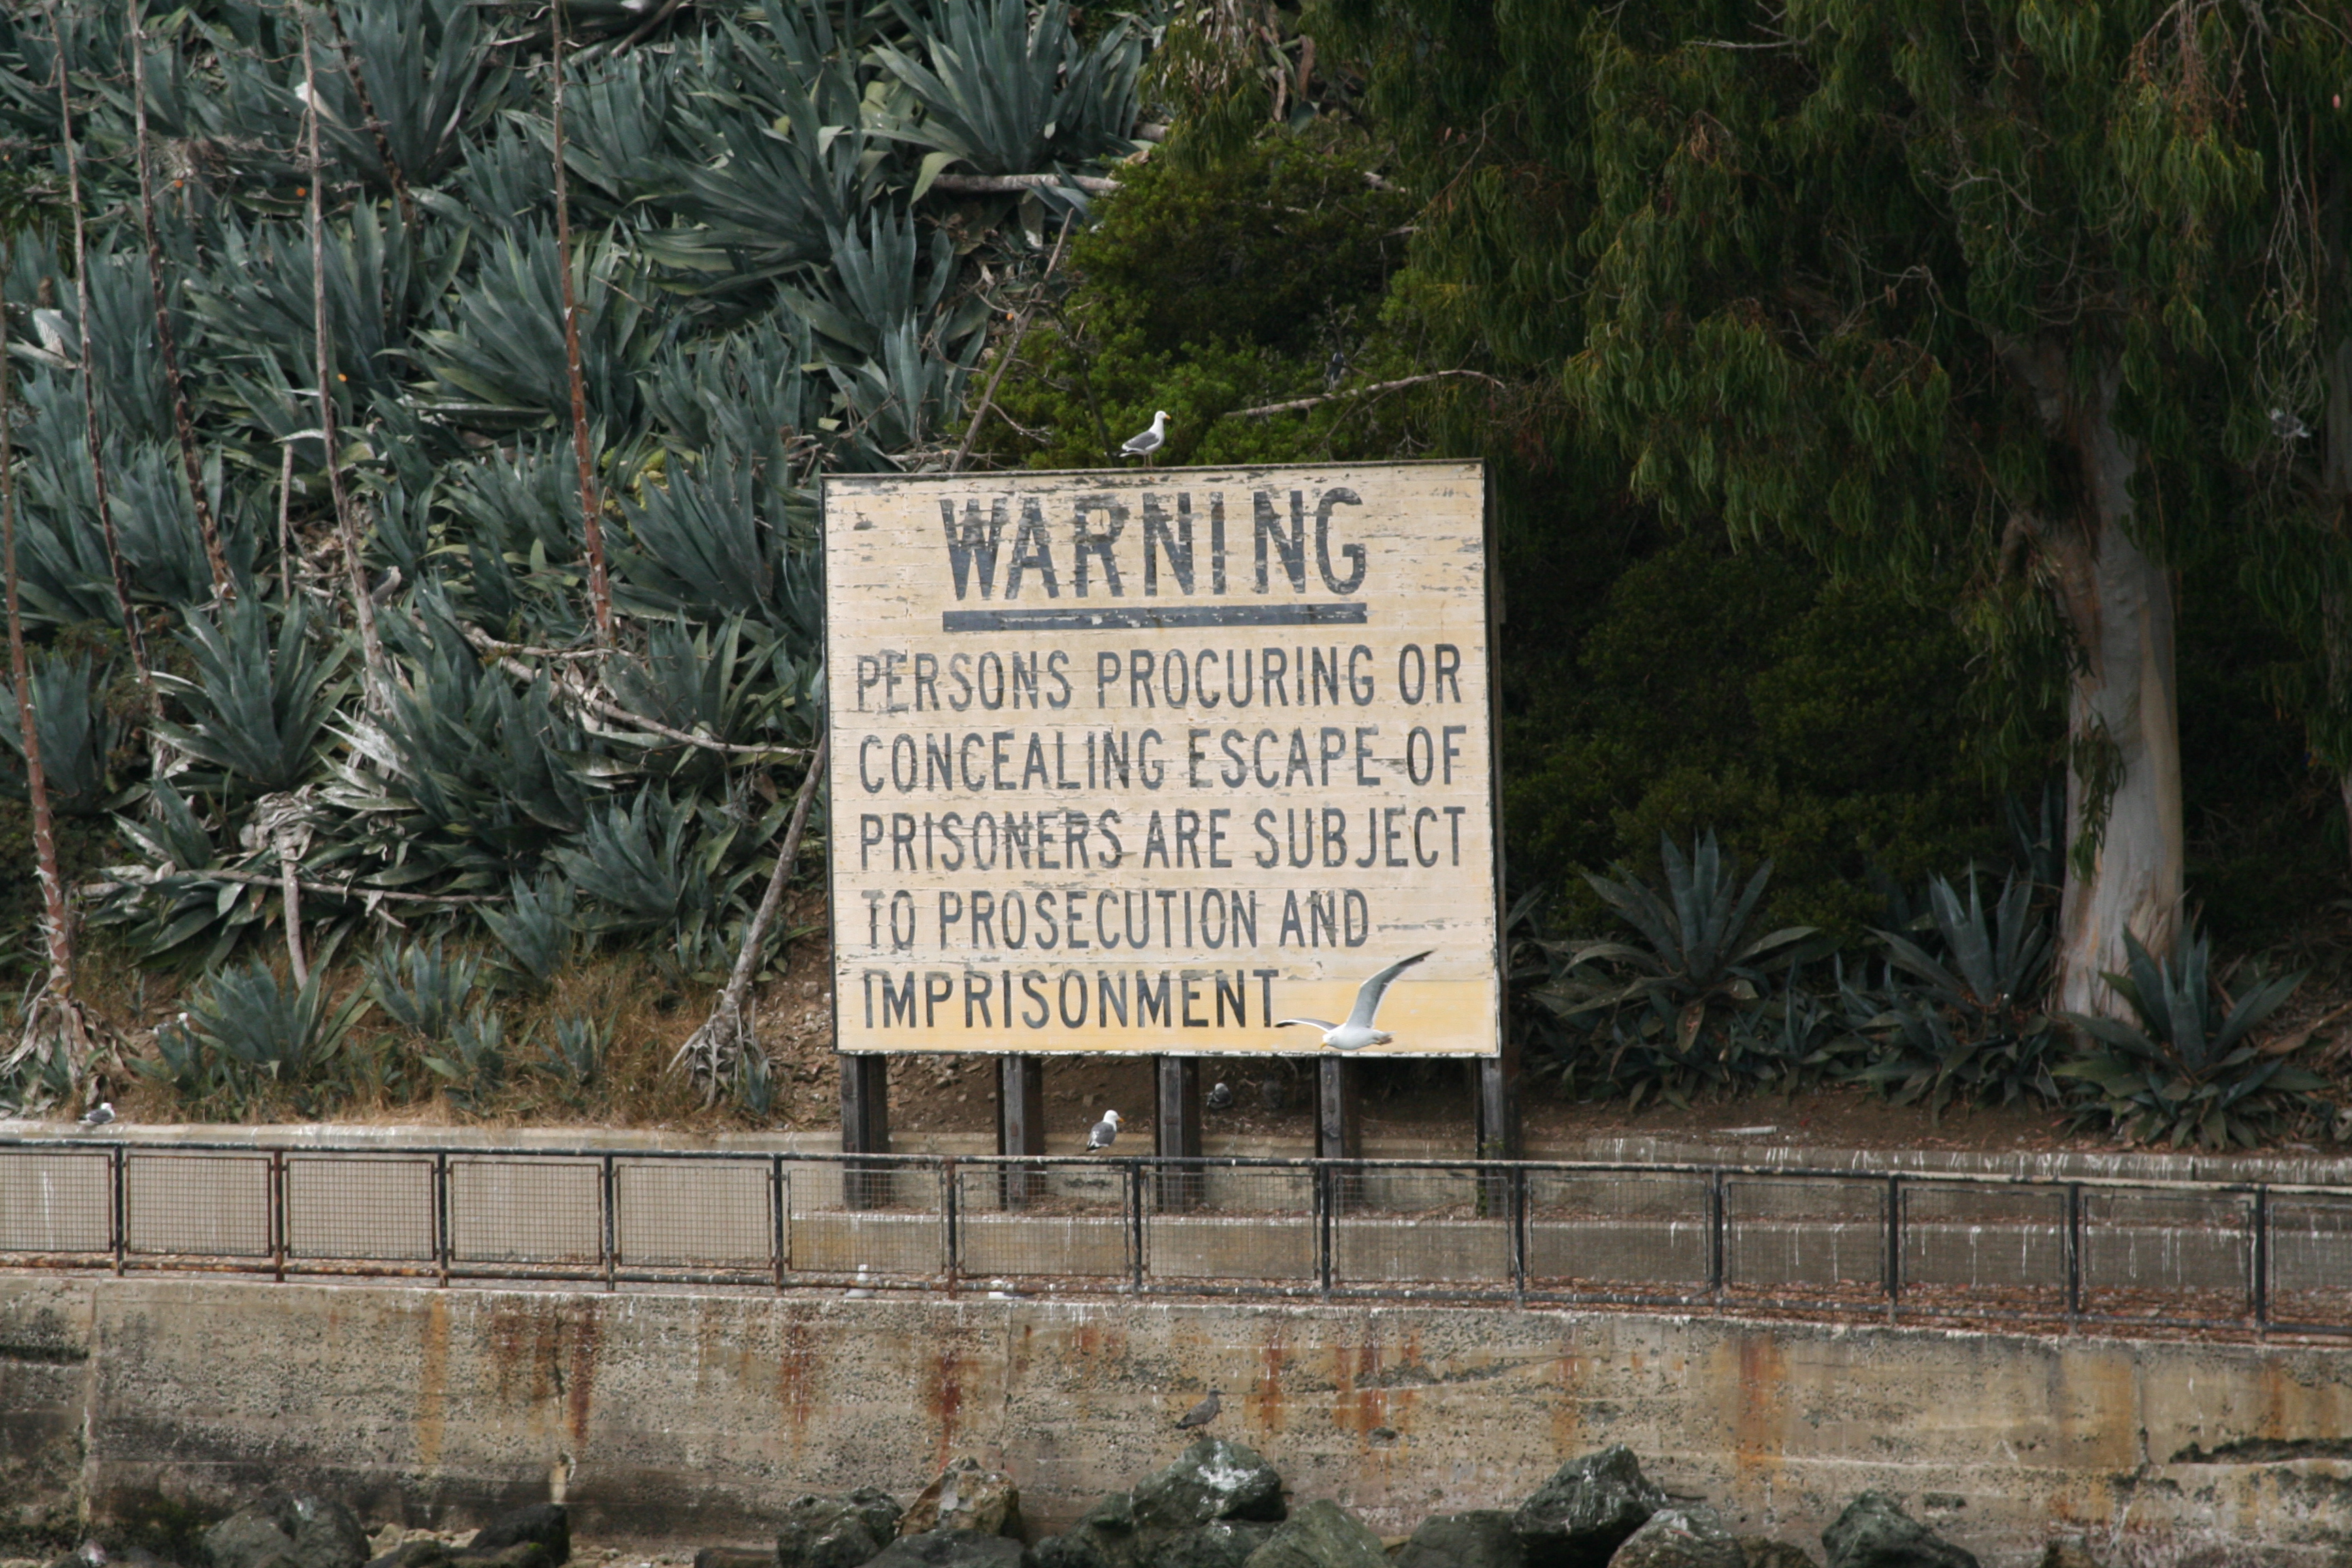 WARNING
PERSONS PROCURING OR
CONCEALING ESCAPE OF
PRISONERS ARE SUBJECT
TO PROSECUTION AND
IMPRISONMENT